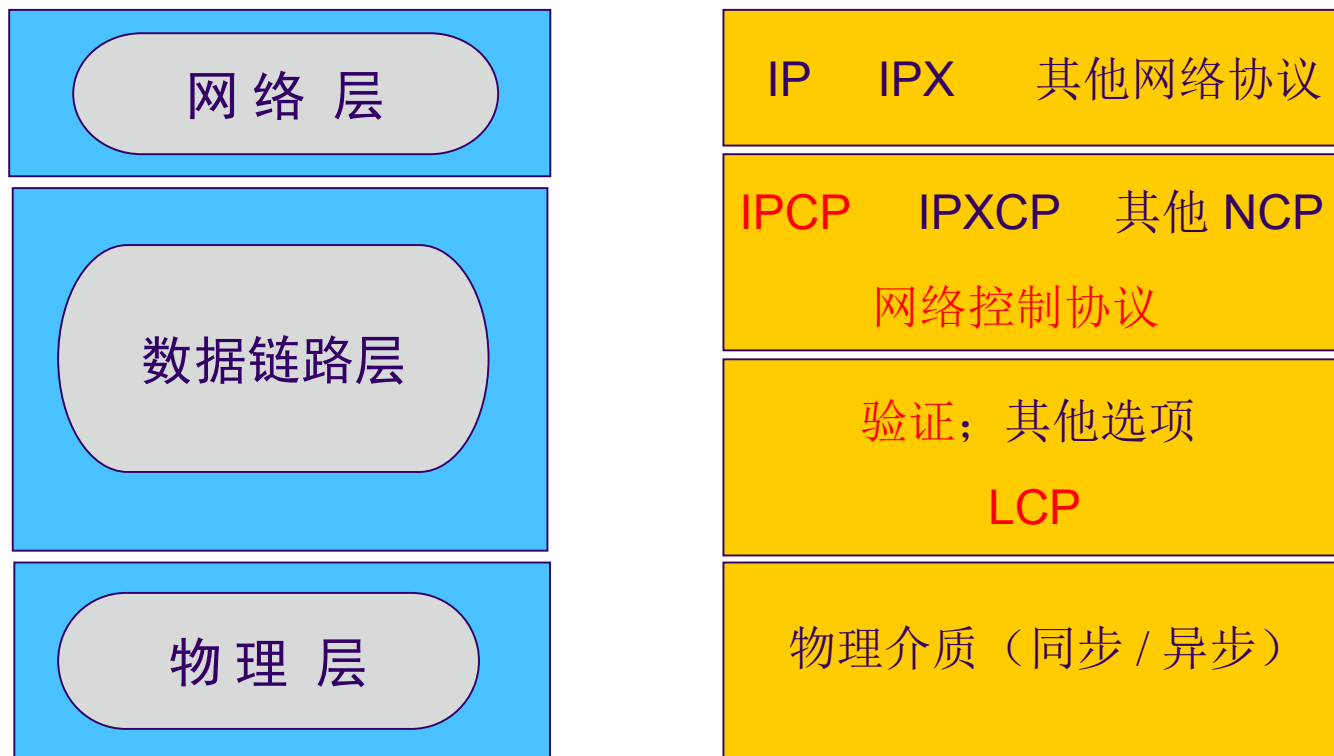 网 络 层
IP IPX 其他网络协议
IPCP IPXCP 其他 NCP
网络控制协议
数据链路层
验证；其他选项
LCP
物 理 层
物理介质（同步 / 异步）